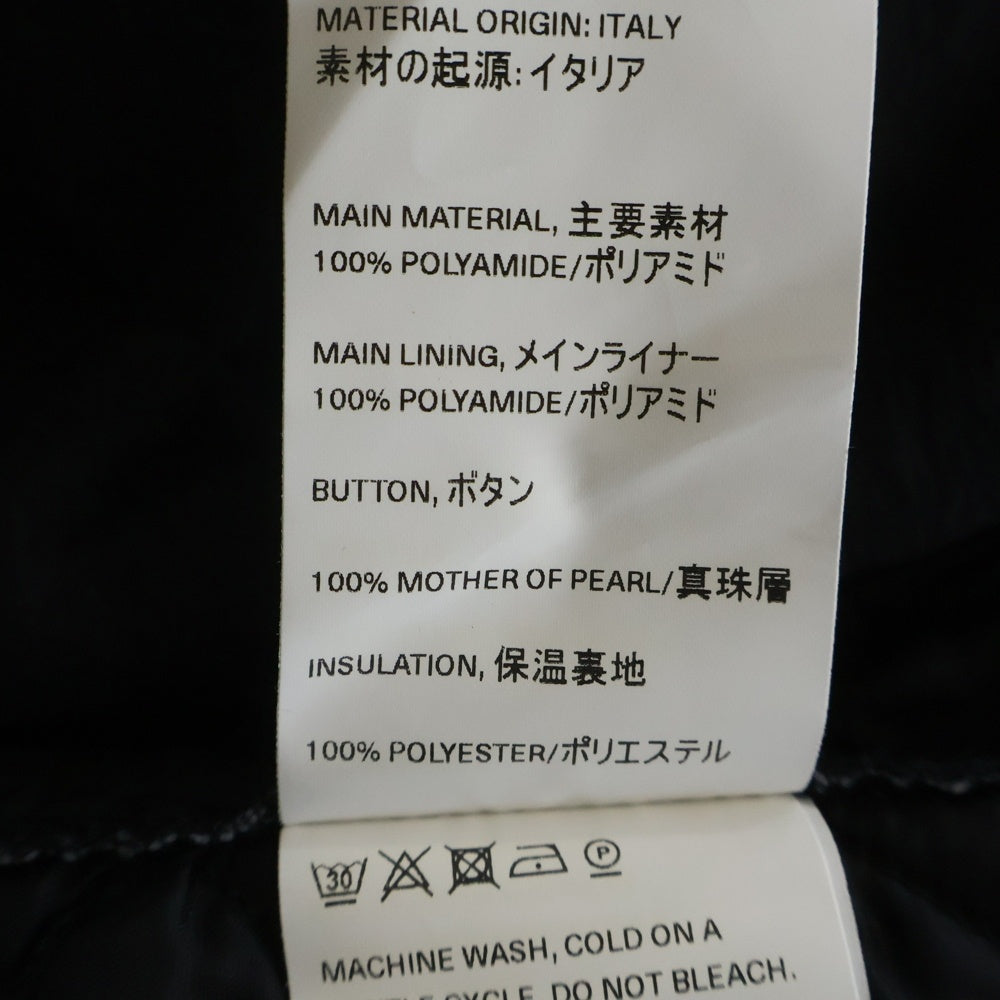 MATERIAL ORIGIN: ITALY
素材の起源: イタリア
MAIN MATERIAL, 主要素材
100% POLYAMIDE/ポリアミド
MAIN LINING, メインライナー
100% POLYAMIDE/ポリアミド
BUTTON, ボタン
100% MOTHER OF PEARL/真珠層
INSULATION, 保温裏地
100% POLYESTER/ポリエステル
30 P
MACHINE WASH, COLD ON A
CYCLE. DO NOT BLEACH.